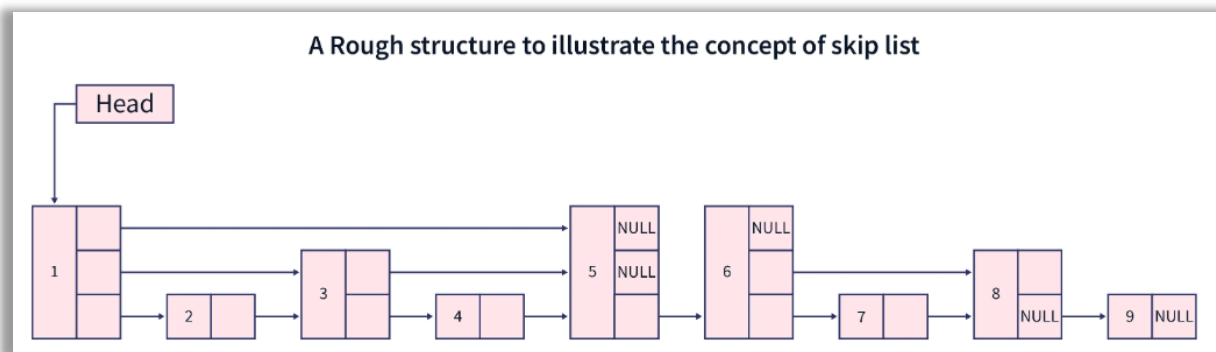 A Rough structure to illustrate the concept of skip list
Head
NULL NULL
1 3 5 NULL 6 8
2 4 7 NULL 9 NULL